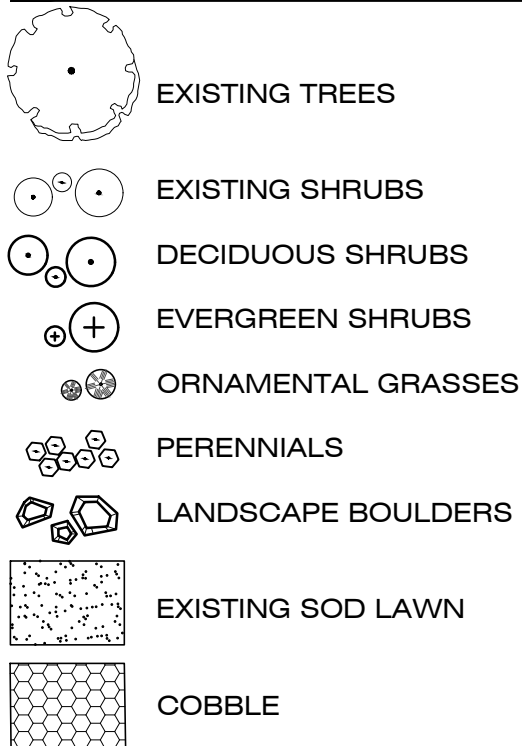 EXISTING TREES
EXISTING SHRUBS
DECIDUOUS SHRUBS
EVERGREEN SHRUBS
ORNAMENTAL GRASSES
PERENNIALS
LANDSCAPE BOULDERS
EXISTING SOD LAWN
COBBLE